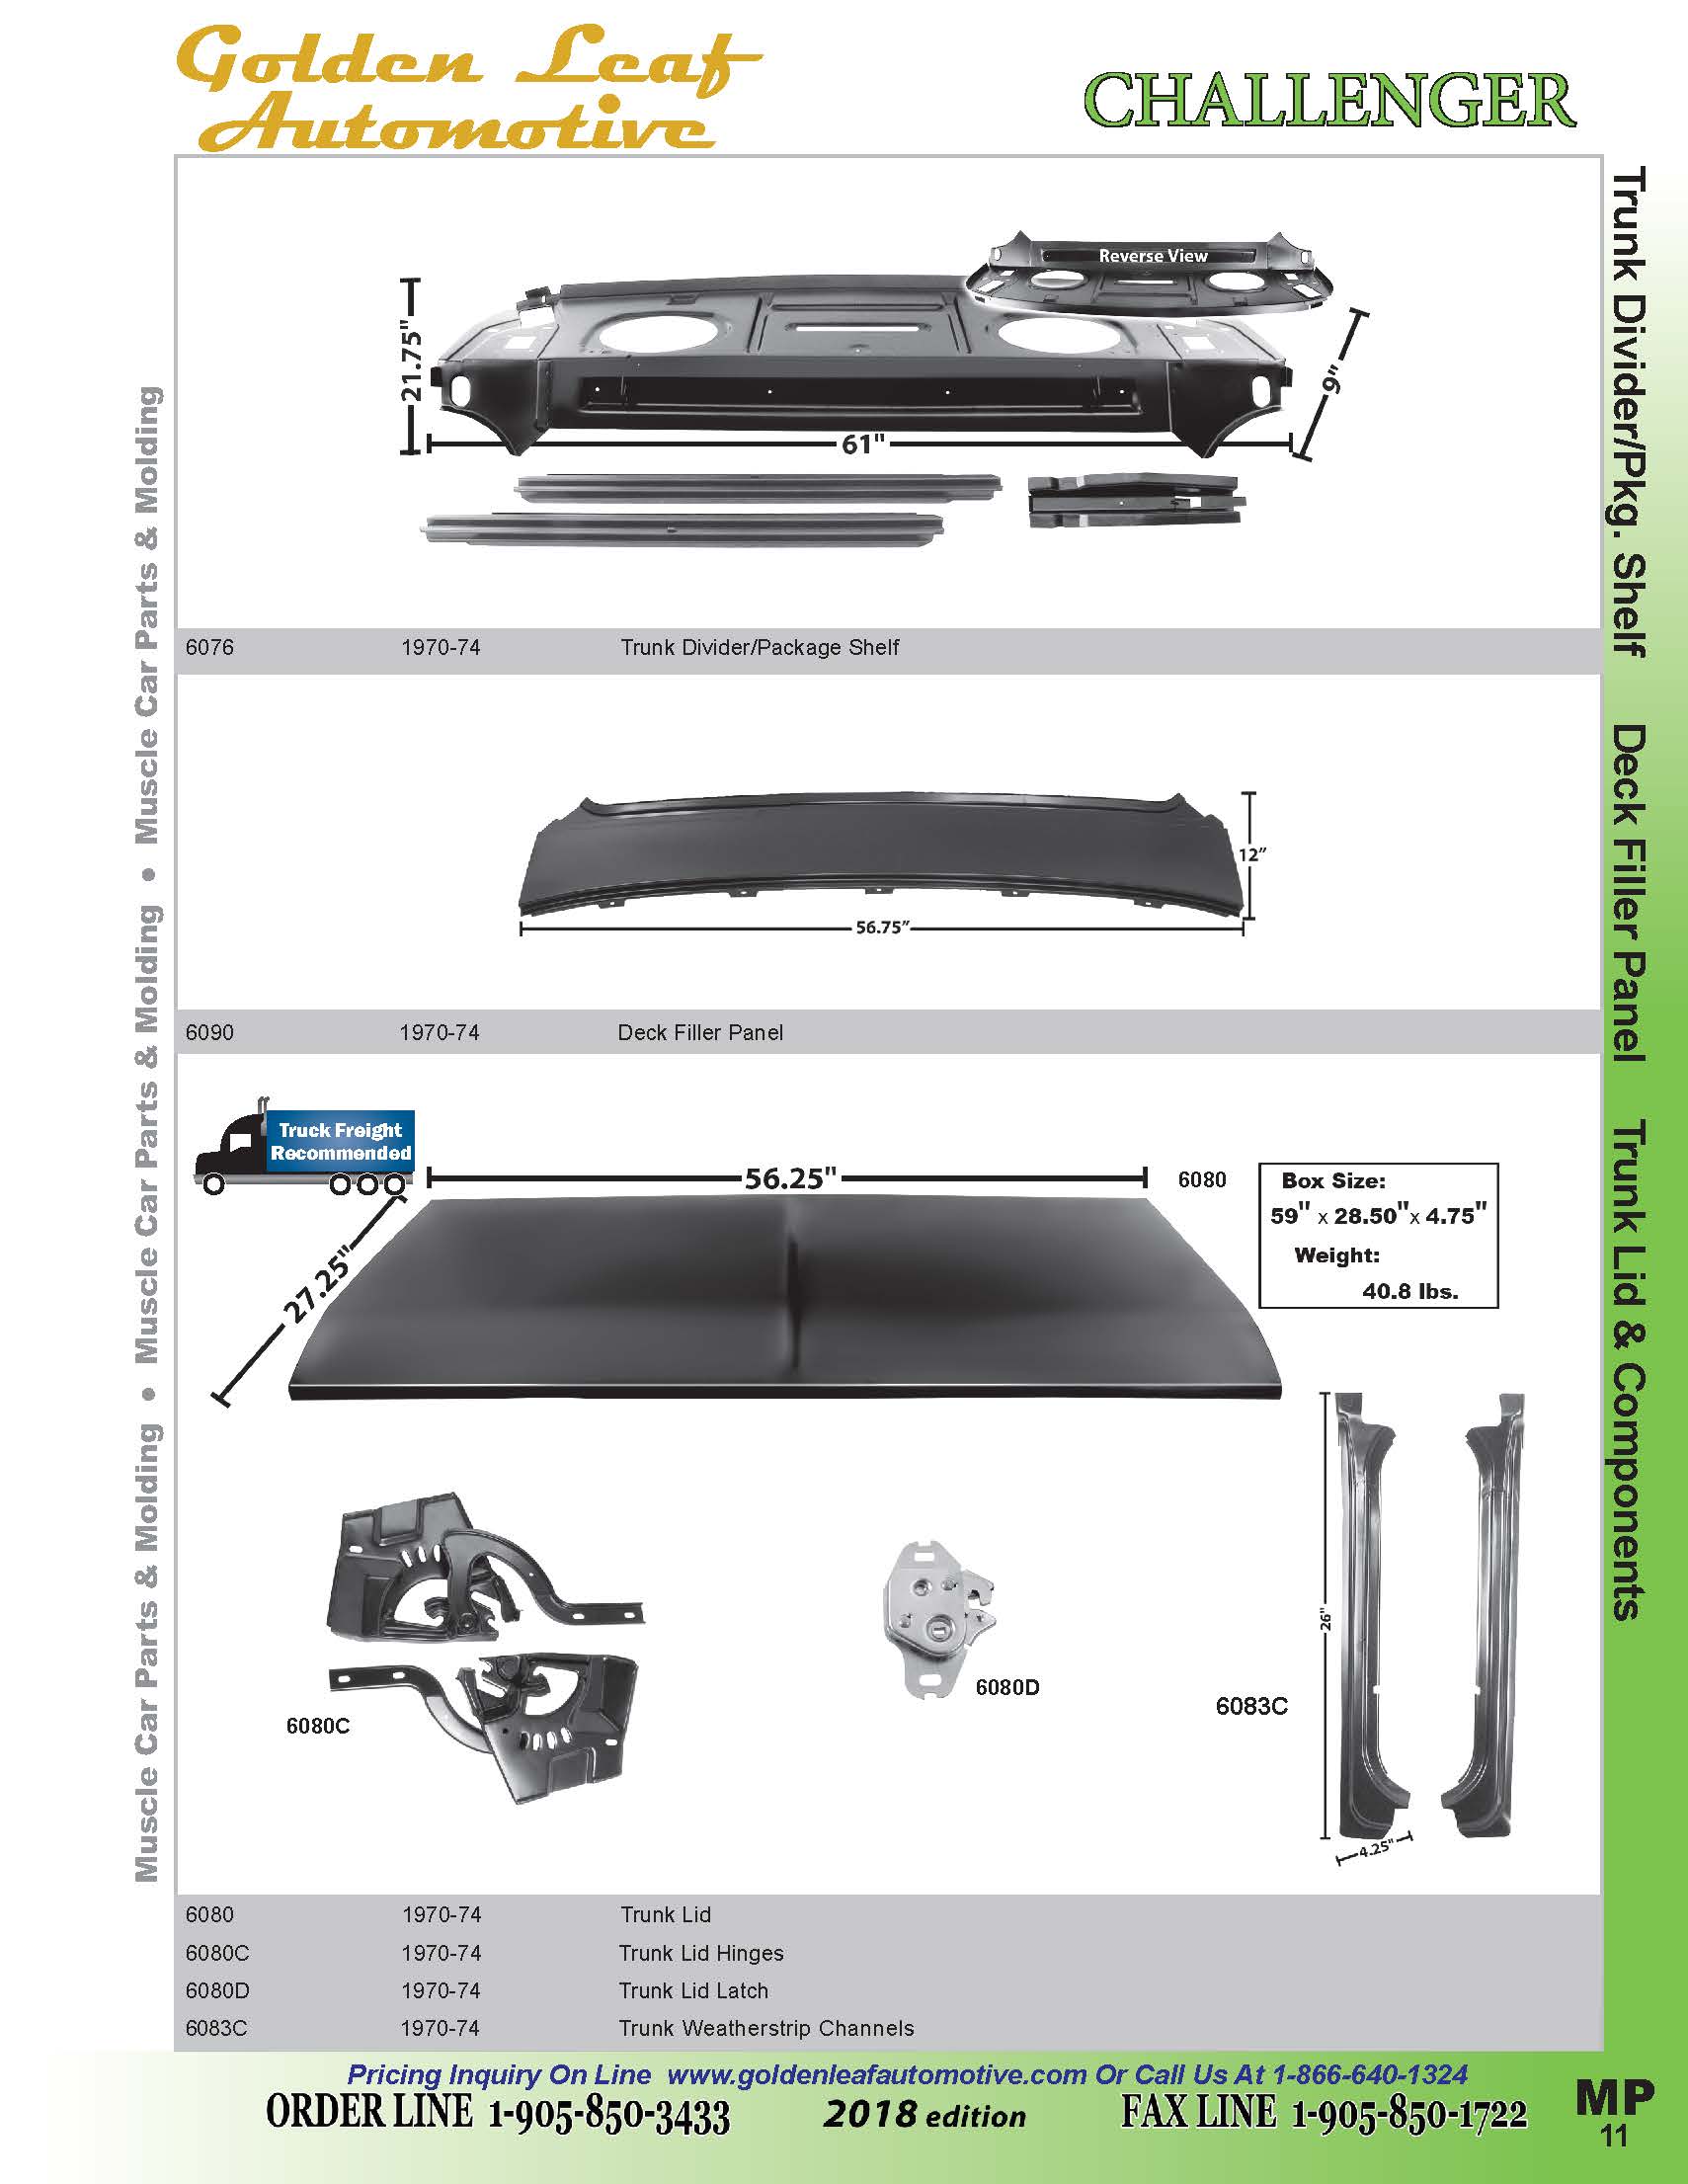 Golden Leaf
Automotive
CHALLENGER
Reverse View
21.75"
9"
61"
6076 1970-74 Trunk Divider/Package Shelf
12"
56.75"
6090 1970-74 Deck Filler Panel
Truck Freight
Recommended
56.25"
27.25"
6080
Box Size:
59" x 28.50"x 4.75"
Weight:
40.8 lbs.
6080C
6080D
6083C
26"
4.25"
6080 1970-74 Trunk Lid
6080C 1970-74 Trunk Lid Hinges
6080D 1970-74 Trunk Lid Latch
6083C 1970-74 Trunk Weatherstrip Channels
Muscle Car Parts & Molding • Muscle Car Parts & Molding • Muscle Car Parts & Molding
Trunk Divider/Pkg. Shelf Deck Filler Panel Trunk Lid & Components
Pricing Inquiry On Line www.goldenleafautomotive.com Or Call Us At 1-866-640-1324
ORDER LINE 1-905-850-3433 2018 edition FAX LINE 1-905-850-1722
MP
11